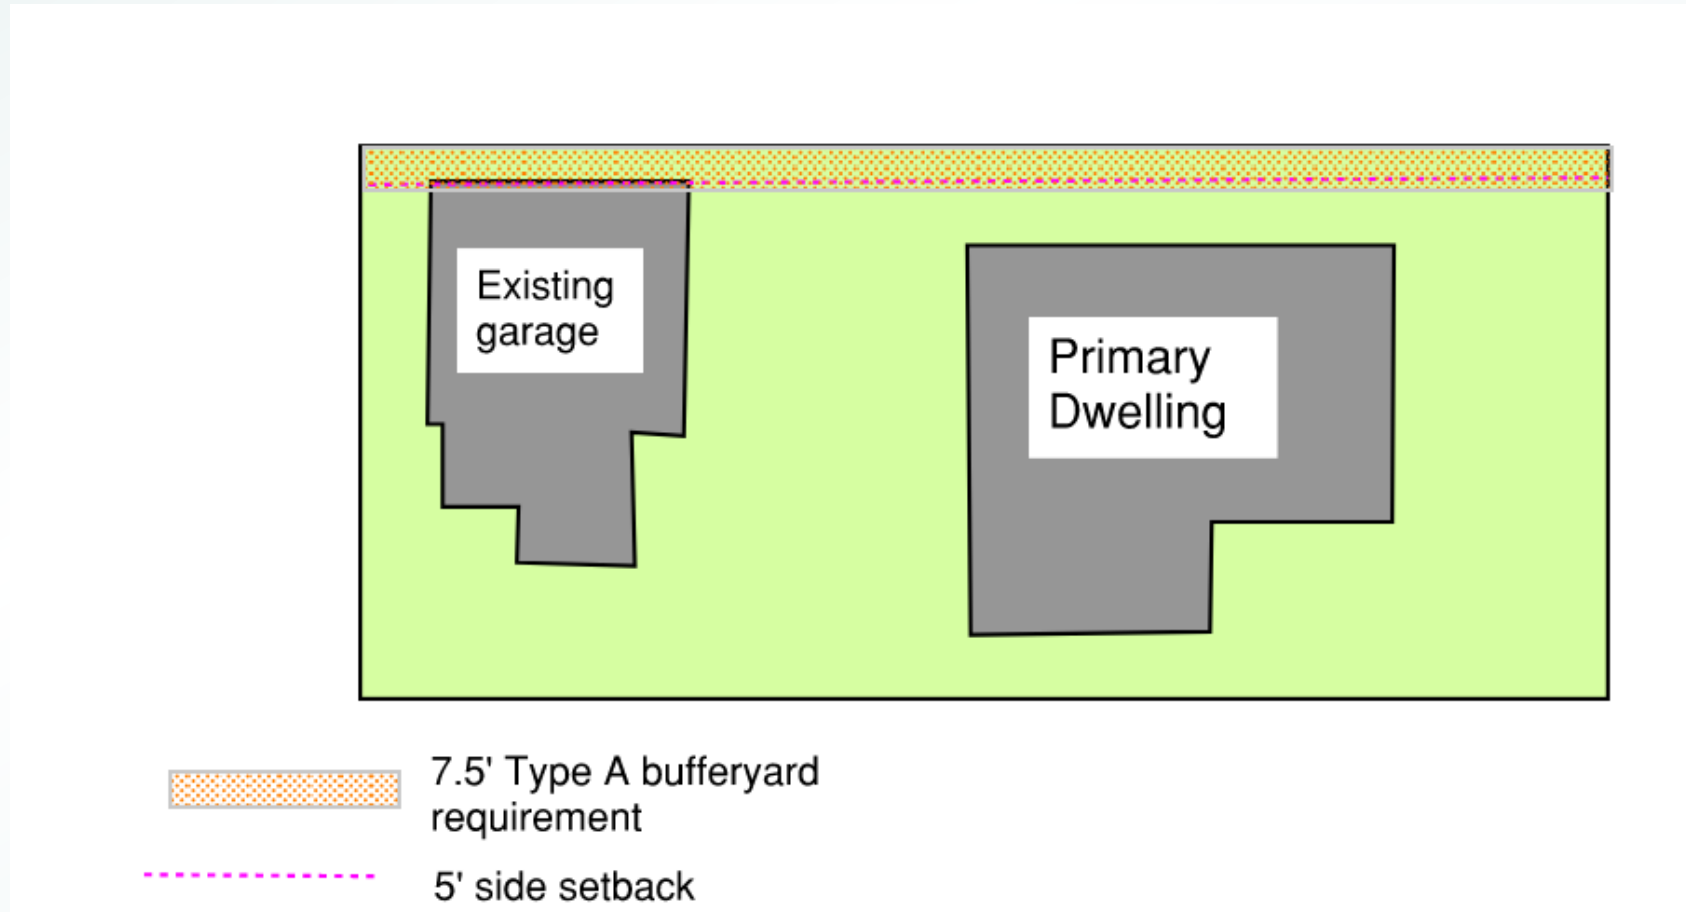 Existing
garage
Primary
Dwelling
7.5' Type A bufferyard
requirement
5' side setback